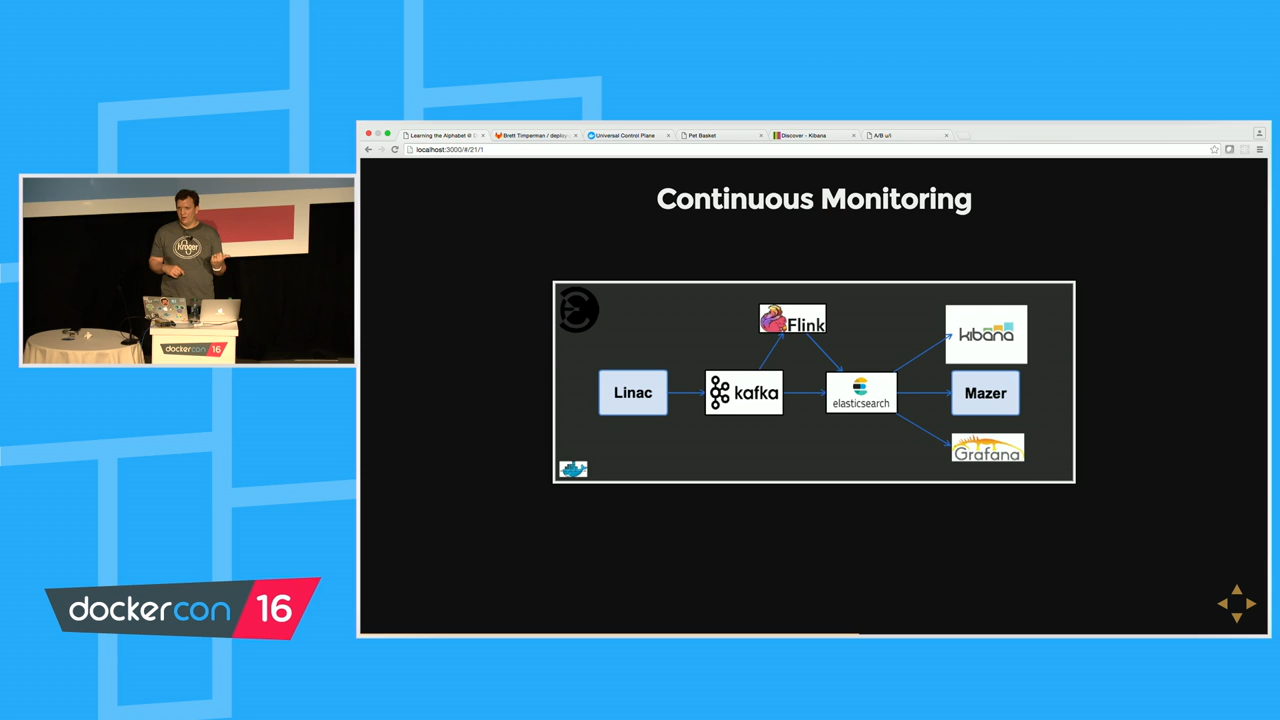 Learning the Alphabet @ D
Brett Timperman / deploy-
Universal Control Plane
Pet Basket
Discover - Kibana
A/B u/i
localhost:3000/#/21/1
Continuous Monitoring
Flink
kibana
Linac
kafka
elasticsearch
Mazer
Grafana
Kroger
dockercon 16
dockercon 16